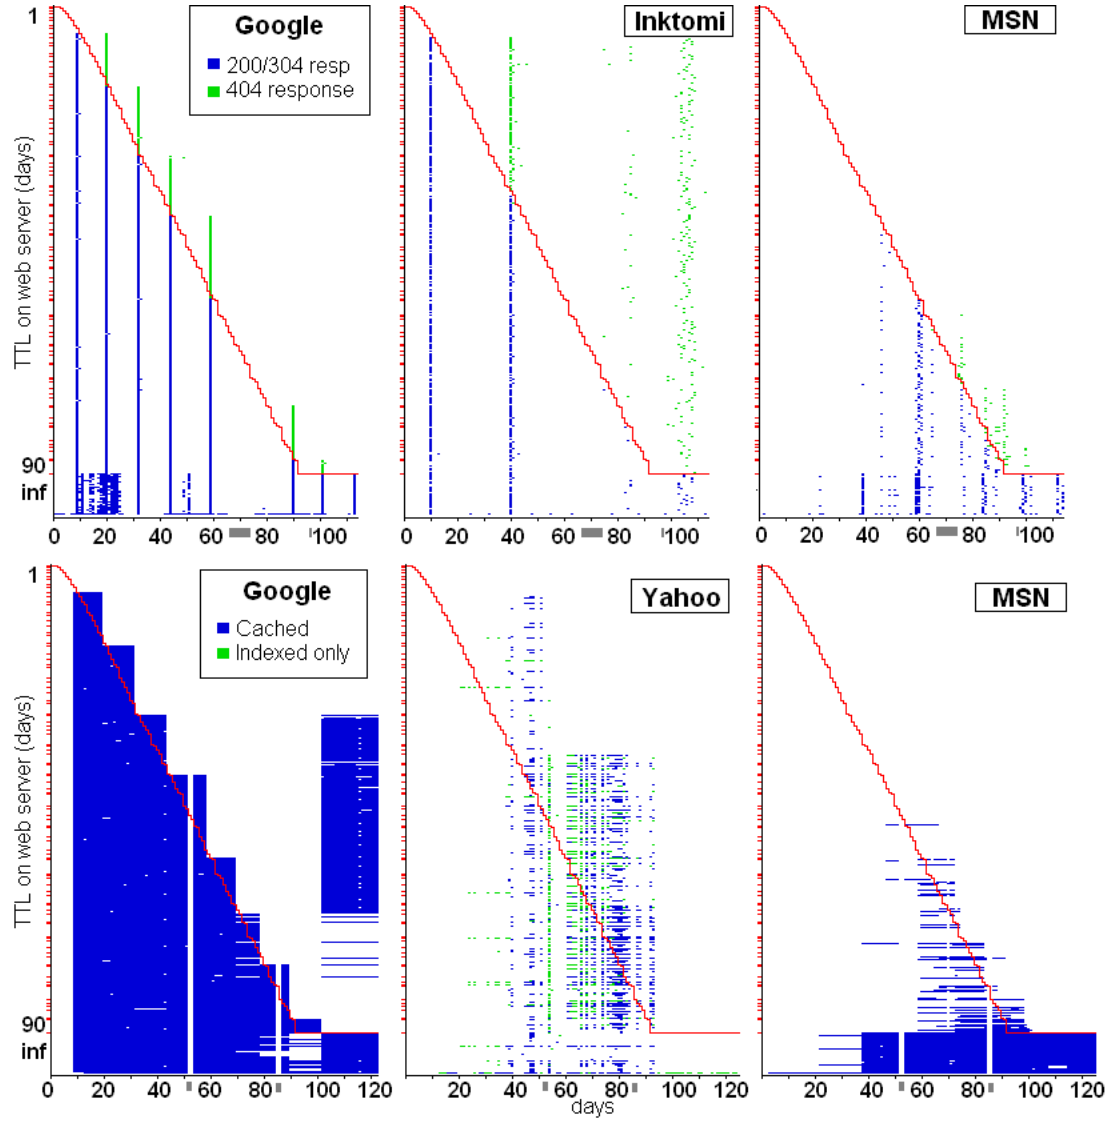 1
Google
200/304 resp
404 response
Inktomi
MSN
TTL on web server (days)
90
inf
0 20 40 60 80 100
0 20 40 60 80 100
0 20 40 60 80 100
1
Google
Cached
Indexed only
Yahoo
MSN
TTL on web server (days)
90
inf
0 20 40 60 80 100 120
0 20 40 60 80 100 120
20 40 60 80 100 120
days